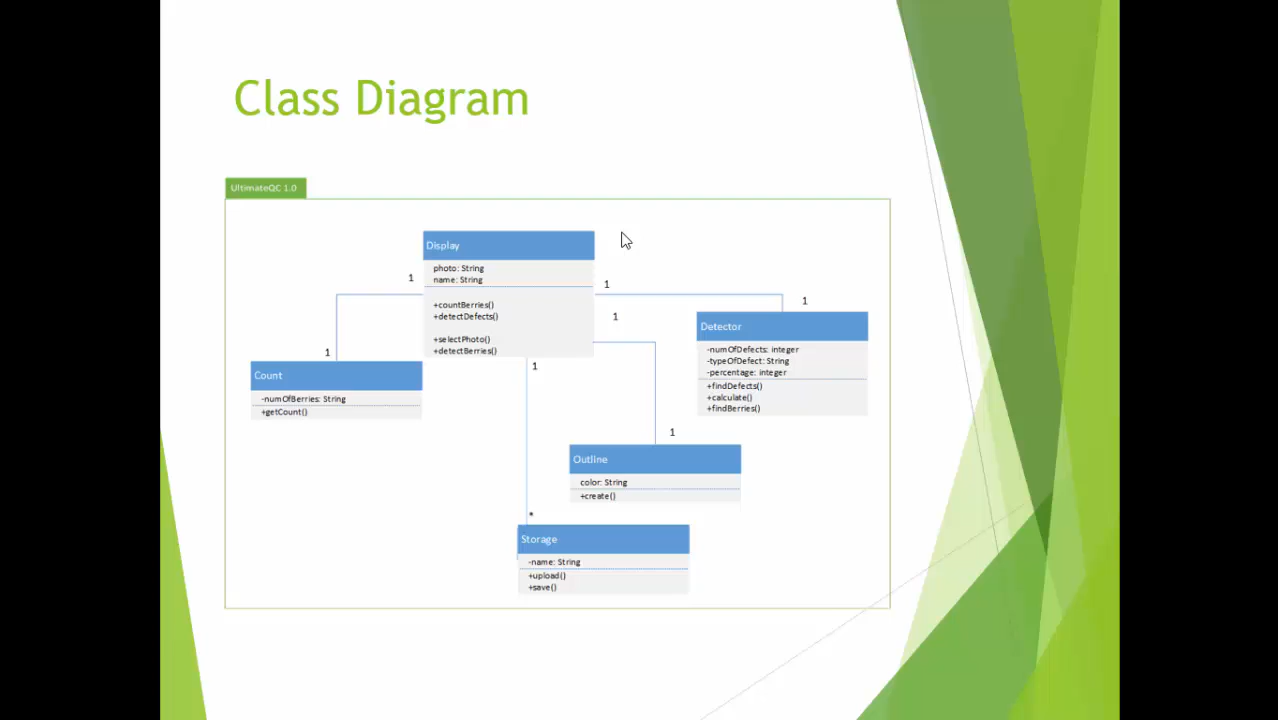 Class Diagram
UltimateQC 1.0
Display
photo: String
name: String
+countBerries()
+detectDefects()
+selectPhoto()
+detectBerries()
1
1
1
1
1
1
1
*
Count
-numOfBerries: String
+getCount()
Detector
-numOfDefects: integer
-typeOfDefect: String
-percentage: integer
+findDefects()
+calculate()
+findBerries()
Outline
color: String
+create()
Storage
-name: String
+upload()
+save()